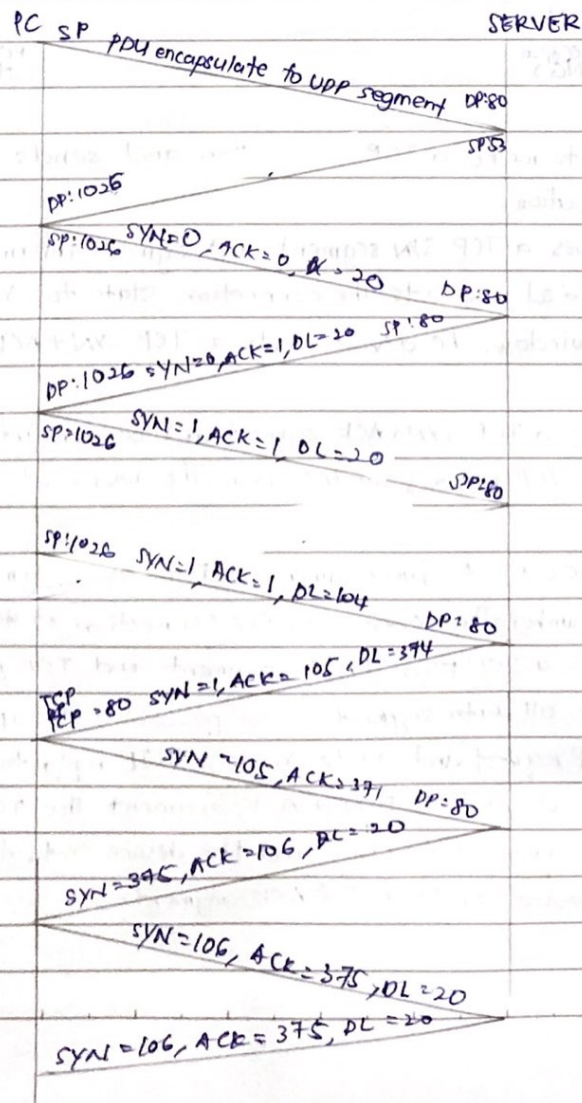 PC SP SERVER
PDU encapsulate to UDP segment DP:80
SP53
DP:1026
SP:1026 SYN=0, ACK=0, DL=20 DP:80
SP:80
DP:1026 SYN=0, ACK=1, DL=20
SP:1026 SYN=1, ACK=1, DL=20
DP:80
SP:1026 SYN=1, ACK=1, DL=104
DP:80
TCP =80 SYN=1, ACK=105, DL=374
SYN=105, ACK=371 DP:80
SYN=375, ACK=106, DL=20
SYN=106, ACK=375, DL=20
SYN=106, ACK=375, DL=20